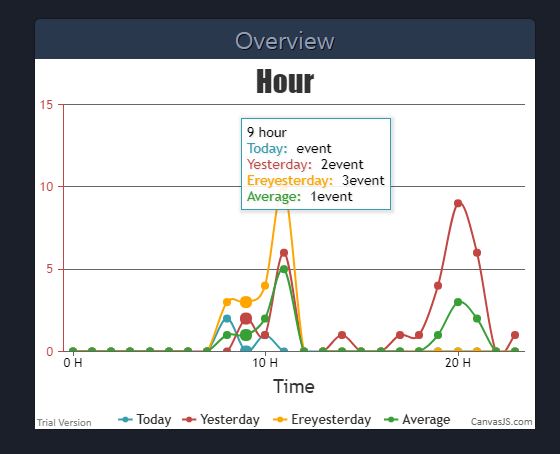 Overview
Hour
15
9 hour
Today: event
Yesterday: 2event
Ereyesterday: 3event
Average: 1event
10
5
0
0 H 10 H 20 H
Time
Trial Version Today Yesterday Ereyesterday Average CanvasJS.com